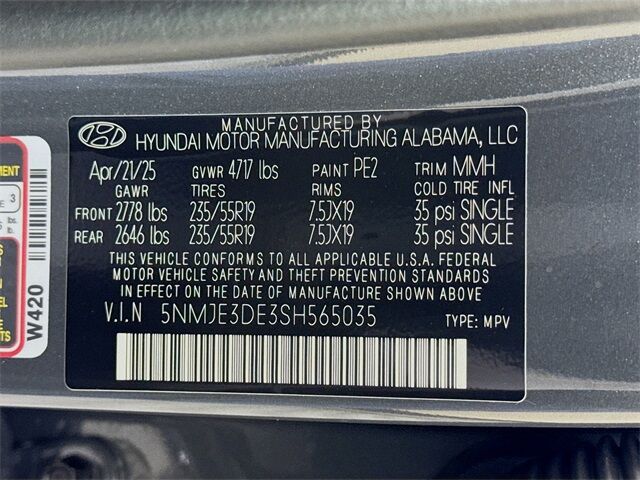 MANUFACTURED BY
HYUNDAI MOTOR MANUFACTURING ALABAMA, LLC
Apr/21/25 GVWR 4717 lbs PAINT PE2 TRIM MMH
GAWR TIRES RIMS COLD TIRE INFL
FRONT 2778 lbs 235/55R19 7.5JX19 35 psi SINGLE
REAR 2646 lbs 235/55R19 7.5JX19 35 psi SINGLE
THIS VEHICLE CONFORMS TO ALL APPLICABLE U.S.A. FEDERAL
MOTOR VEHICLE SAFETY AND THEFT PREVENTION STANDARDS
IN EFFECT ON THE DATE OF MANUFACTURE SHOWN ABOVE
V.I.N 5NMJE3DE3SH565035 TYPE: MPV
W420
3
lbs.
lb.